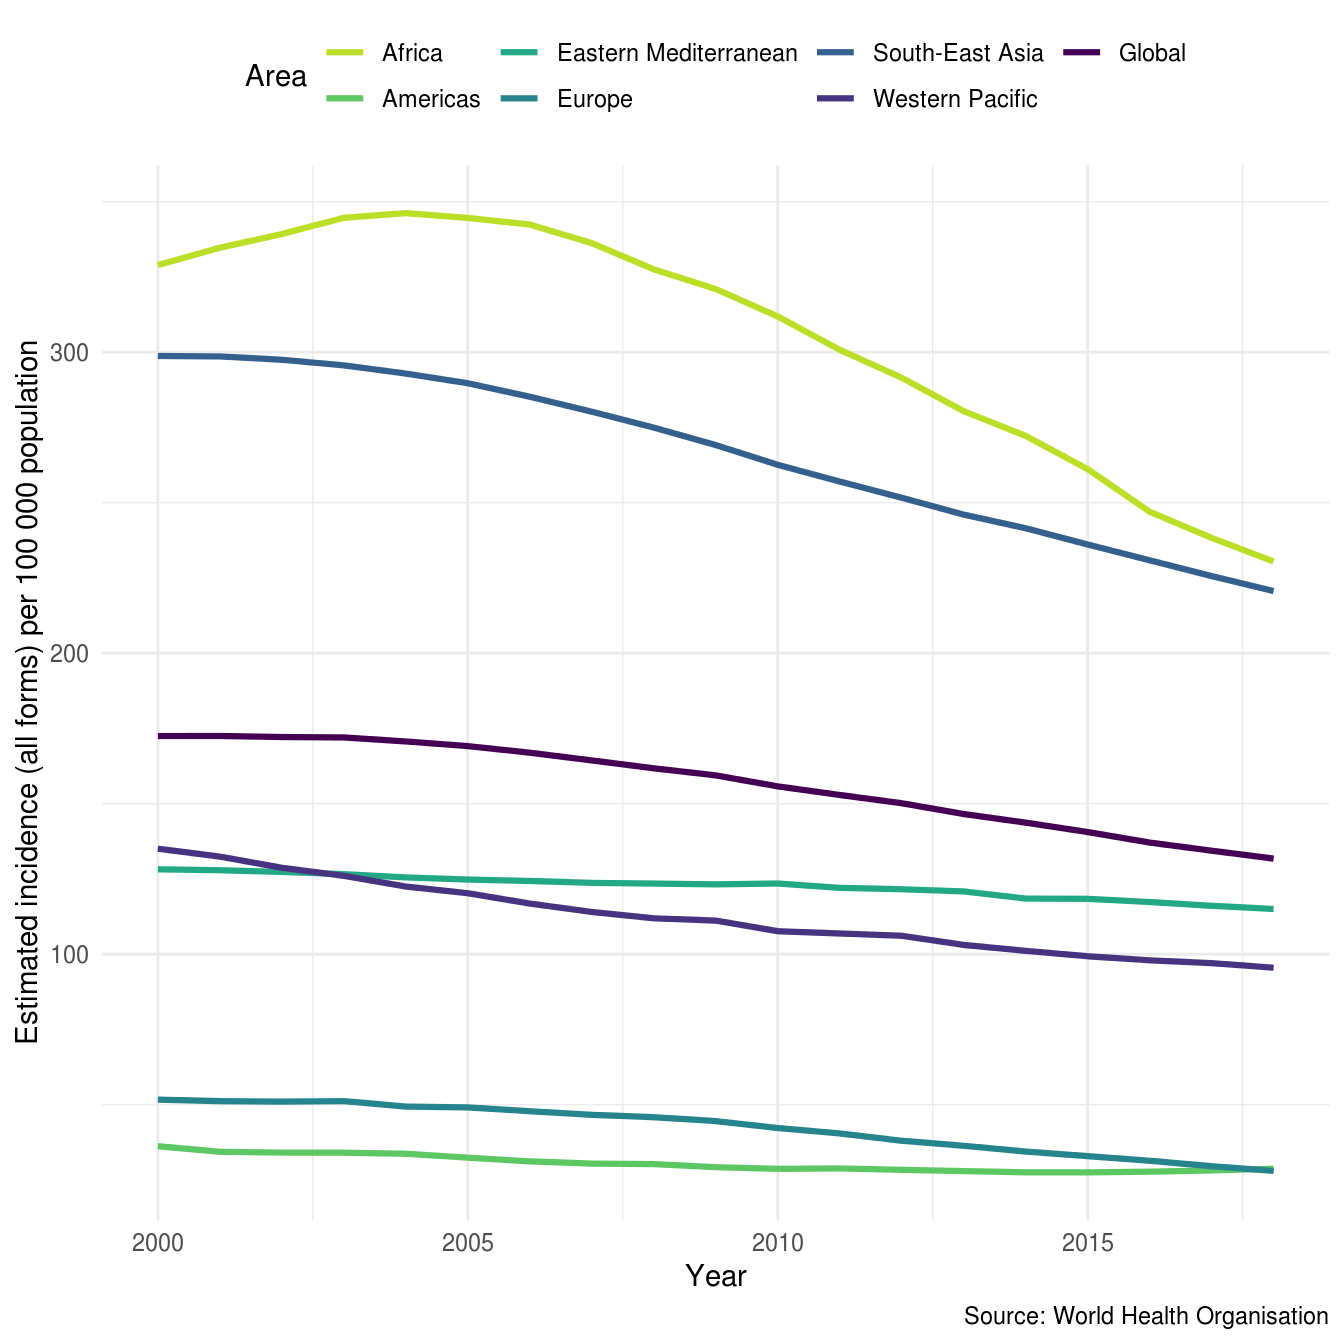 Area
Africa
Eastern Mediterranean
South-East Asia
Global
Americas
Europe
Western Pacific
Estimated incidence (all forms) per 100 000 population
300
200
100
2000
2005
2010
2015
Year
Source: World Health Organisation